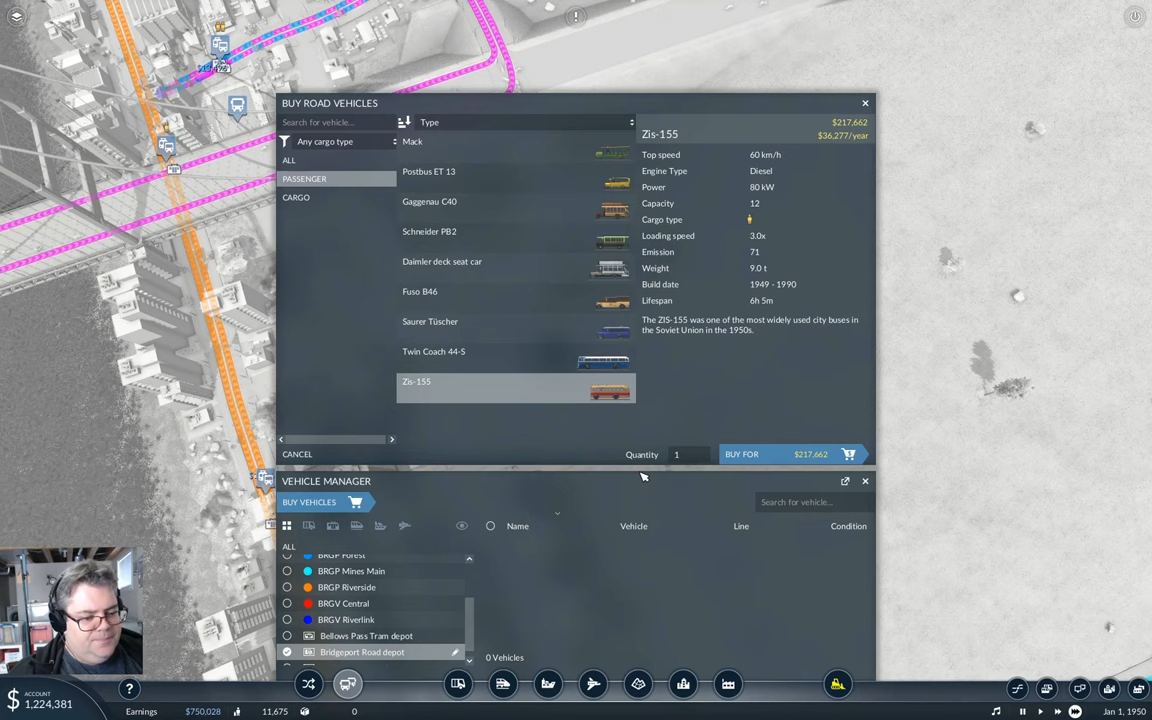 BUY ROAD VEHICLES
Search for vehicle...
Type
Any cargo type
ALL
PASSENGER
CARGO
Mack
Postbus ET 13
Gaggenau C40
Schneider PB2
Daimler deck seat car
Fuso B46
Saurer Tüscher
Twin Coach 44-S
Zis-155
$217,662
Zis-155
$36,277/year
Top speed 60 km/h
Engine Type Diesel
Power 80 kW
Capacity 12
Cargo type
Loading speed 3.0x
Emission 71
Weight 9.0 t
Build date 1949 - 1990
Lifespan 6h 5m
The ZIS-155 was one of the most widely used city buses in
the Soviet Union in the 1950s.
CANCEL
Quantity 1
BUY FOR $217,662
VEHICLE MANAGER
BUY VEHICLES
Search for vehicle...
Name Vehicle Line Condition
ALL
BRGP Forest
BRGP Mines Main
BRGP Riverside
BRGV Central
BRGV Riverlink
Bellows Pass Tram depot
Bridgeport Road depot
0 Vehicles
$ ACCOUNT
1,224,381
?
Earnings $750,028 11,675 0
Jan 1, 1950